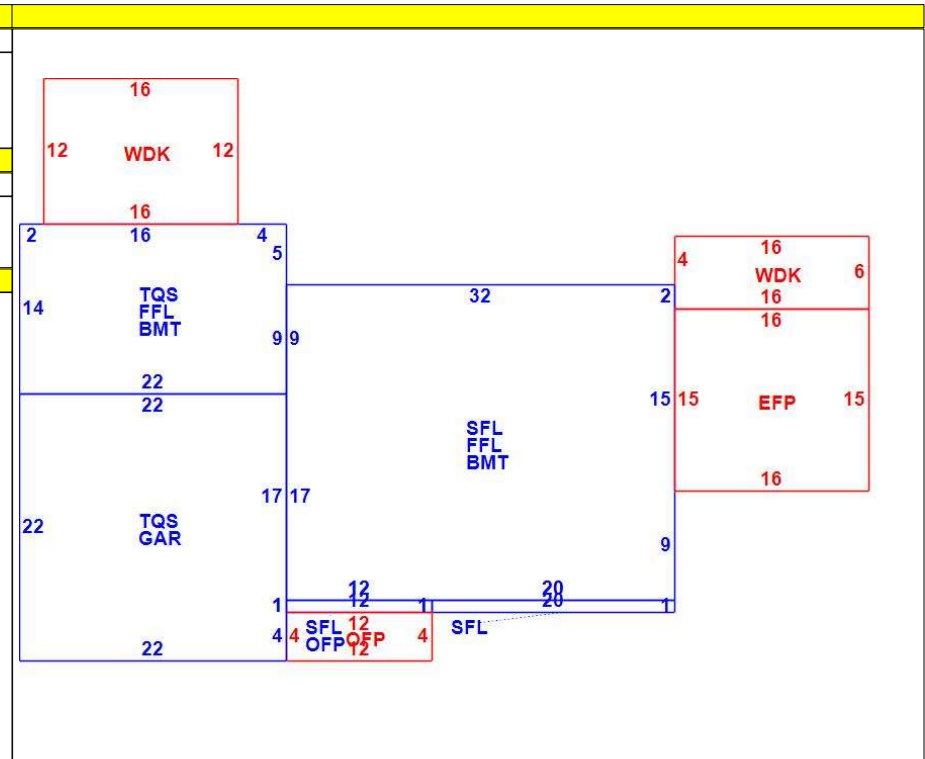 16
12 WDK 12
16
2 16 4
5
16
4 WDK 6
16
32 2
14 TQS FFL BMT
9 9
16
15 15 EFP 15
22
22
SFL
FFL
BMT
16
17 17
22 TQS
GAR
9
12 20
1 12 1 20 1
SFL 12 SFL
4 4 OFP OFP 4
12
22